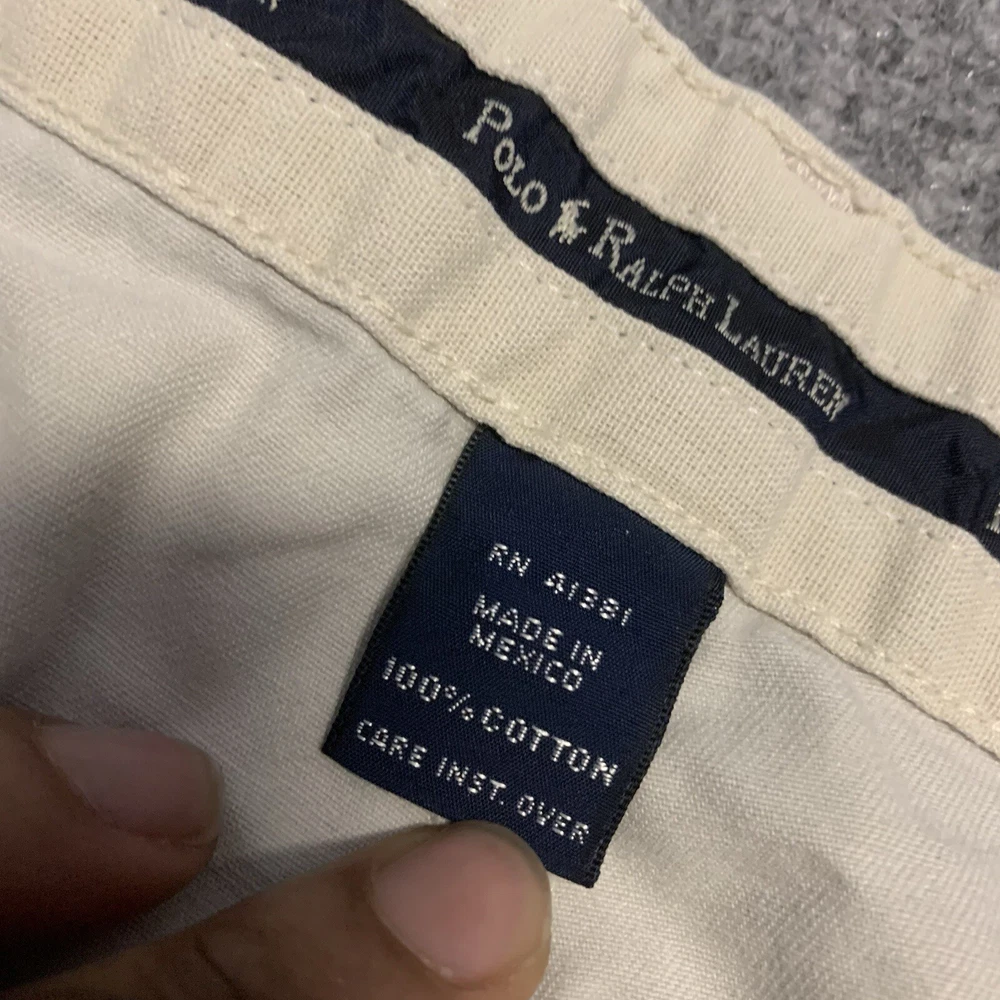 POLO RALPH LAUREN
RN 41381
MADE IN
MEXICO
100% COTTON
CARE INST. OVER